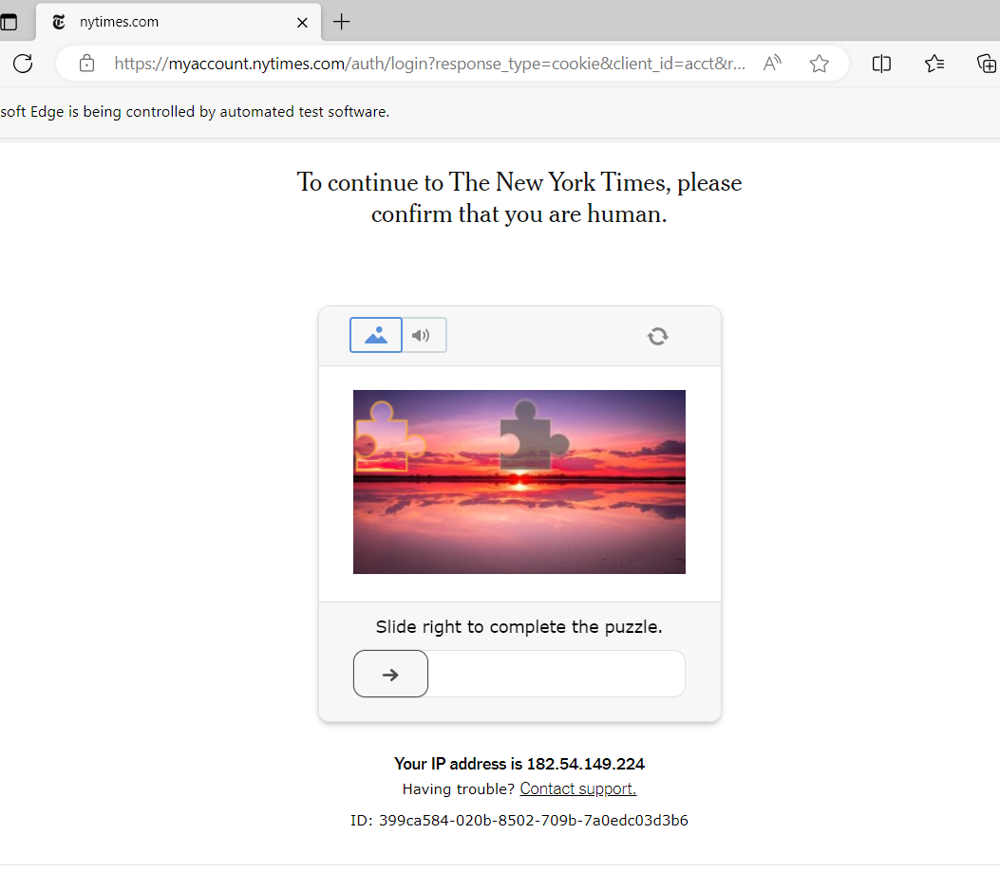 nytimes.com
https://myaccount.nytimes.com/auth/login?response_type=cookie&client_id=acct&r...
soft Edge is being controlled by automated test software.
To continue to The New York Times, please
confirm that you are human.
Slide right to complete the puzzle.
Your IP address is 182.54.149.224
Having trouble? Contact support.
ID: 399ca584-020b-8502-709b-7a0edc03d3b6